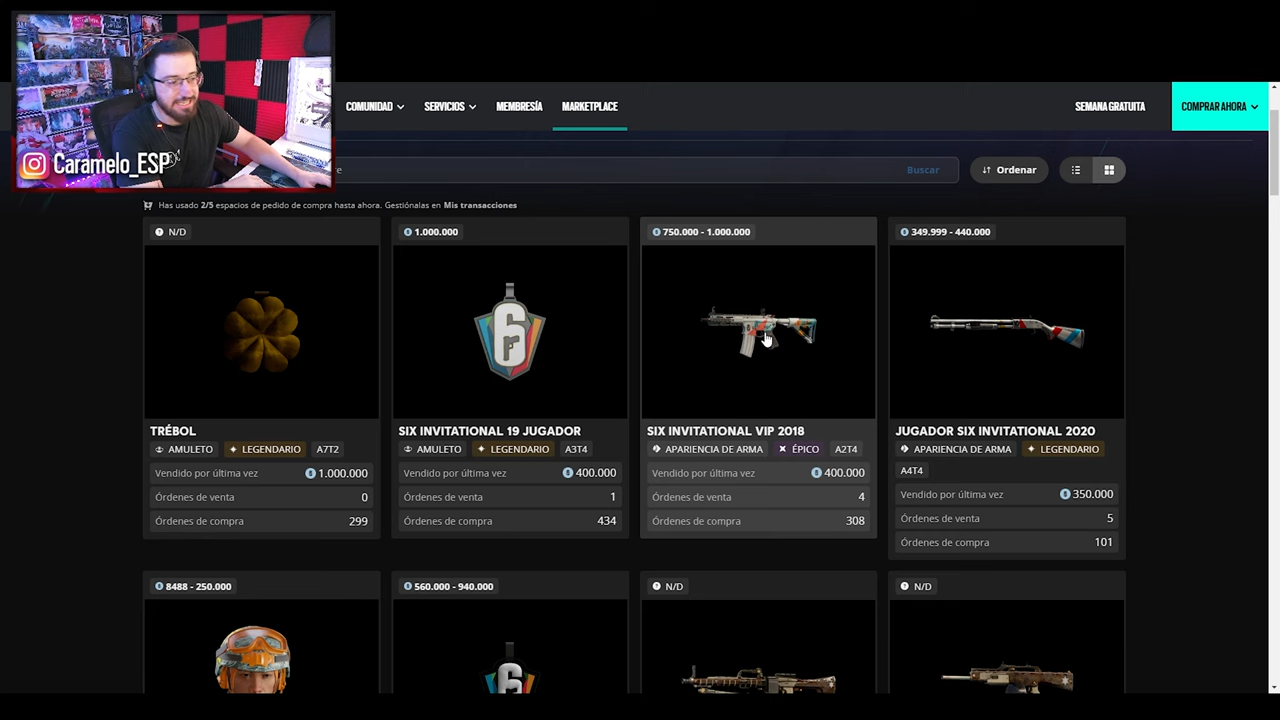 Caramelo_ESP
COMUNIDAD
SERVICIOS
MEMBRESÍA
MARKETPLACE
SEMANA GRATUITA
COMPRAR AHORA
Buscar
Ordenar
Has usado 2/5 espacios de pedido de compra hasta ahora. Gestiónalas en Mis transacciones
N/D
TRÉBOL
AMULETO LEGENDARIO A7T2
Vendido por última vez 1.000.000
Órdenes de venta 0
Órdenes de compra 299
1.000.000
6
SIX INVITATIONAL 19 JUGADOR
AMULETO LEGENDARIO A3T4
Vendido por última vez 400.000
Órdenes de venta 1
Órdenes de compra 434
750.000 - 1.000.000
SIX INVITATIONAL VIP 2018
APARIENCIA DE ARMA ÉPICO A2T4
Vendido por última vez 400.000
Órdenes de venta 4
Órdenes de compra 308
349.999 - 440.000
JUGADOR SIX INVITATIONAL 2020
APARIENCIA DE ARMA LEGENDARIO
A4T4
Vendido por última vez 350.000
Órdenes de venta 5
Órdenes de compra 101
8488 - 250.000
560.000 - 940.000
6
N/D
N/D